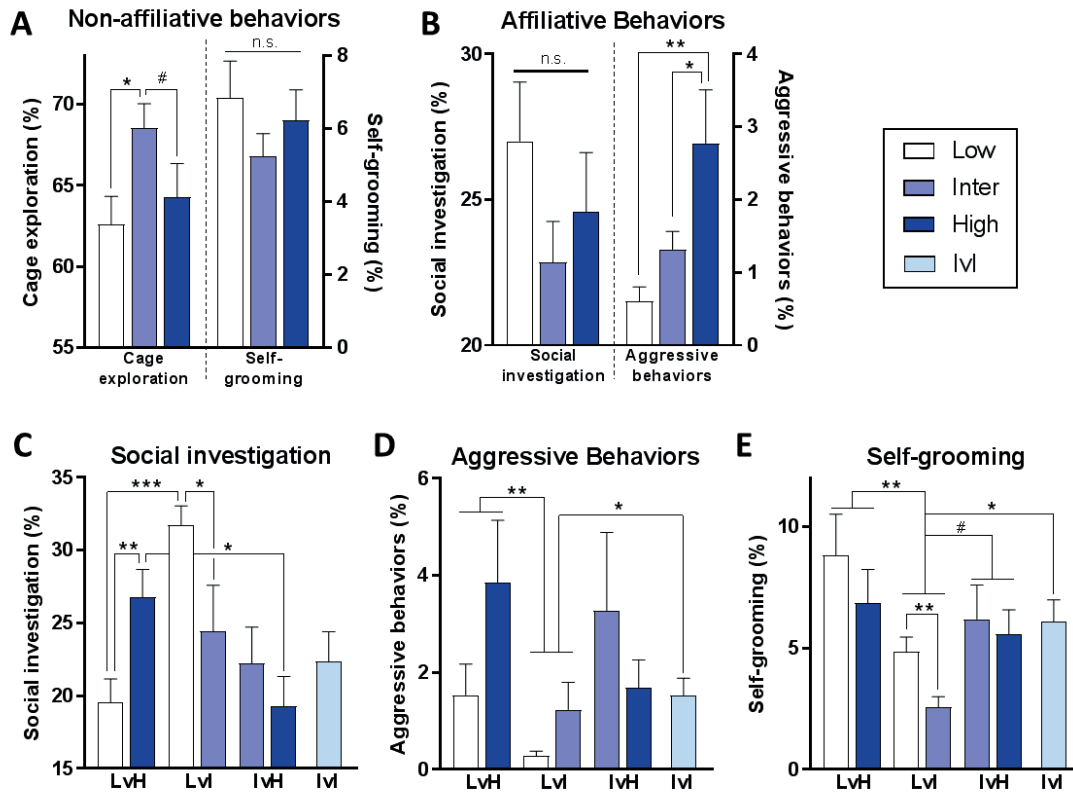 A
Non-affiliative behaviors
Cage exploration (%)
70
65
60
55
*
#
n.s.
8
6
4
2
0
Self-grooming (%)
Cage exploration
Self-grooming
B
Affiliative Behaviors
Social investigation (%)
30
25
20
n.s.
**
*
4
3
2
1
0
Aggressive behaviors (%)
Social investigation
Aggressive behaviors
Low
Inter
High
IvI
C
Social investigation
Social investigation (%)
35
30
25
20
15
***
*
**
*
LvH
LvI
IvH
IvI
D
Aggressive Behaviors
Aggressive behaviors (%)
6
4
2
0
**
*
LvH
LvI
IvH
IvI
E
Self-grooming
Self-grooming (%)
10
5
0
**
*
#
**
LvH
LvI
IvH
IvI